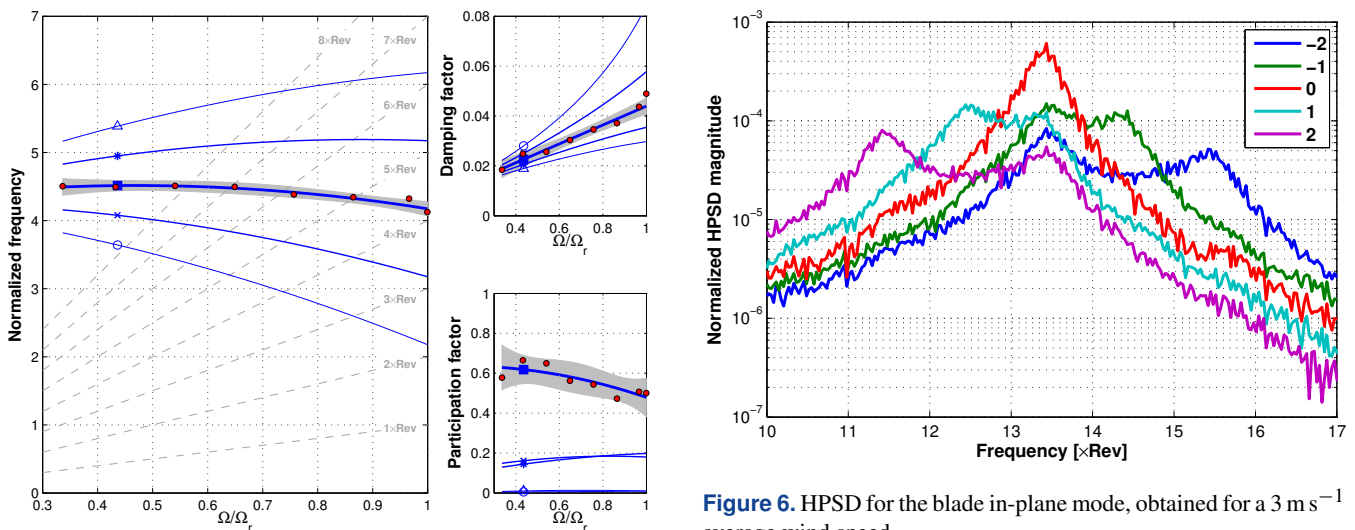 Normalized frequency
7
6
5
4
3
2
1
0
8×Rev
7×Rev
6×Rev
5×Rev
4×Rev
3×Rev
2×Rev
1×Rev
0.3 0.4 0.5 0.6 0.7 0.8 0.9 1
Ω/Ωr
Damping factor
0.08
0.06
0.04
0.02
0
0.4 0.6 0.8 1
Ω/Ωr
Participation factor
1
0.8
0.6
0.4
0.2
0
0.4 0.6 0.8 1
Ω/Ωr
Normalized HPSD magnitude
10−3
10−4
10−5
10−6
10−7
−2
−1
0
1
2
10 11 12 13 14 15 16 17
Frequency [×Rev]
Figure 6. HPSD for the blade in-plane mode, obtained for a 3 m s−1